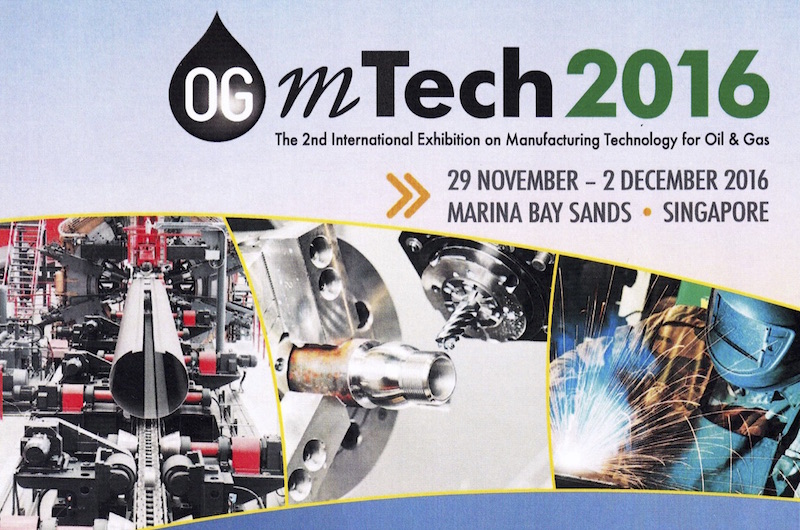 OG mTech 2016
The 2nd International Exhibition on Manufacturing Technology for Oil & Gas
29 NOVEMBER – 2 DECEMBER 2016
MARINA BAY SANDS • SINGAPORE